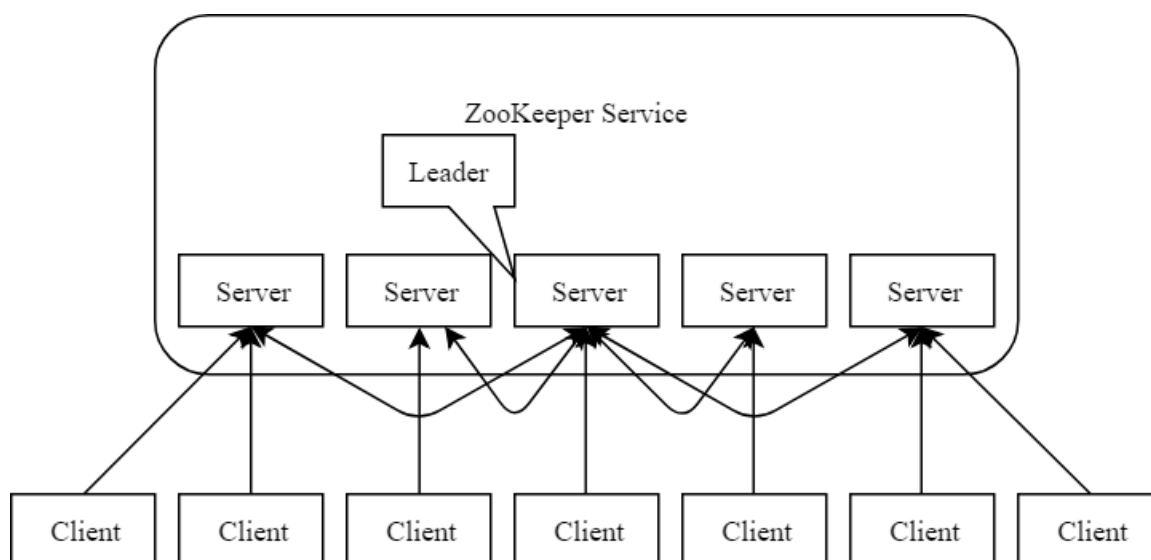 ZooKeeper Service
Leader
Server
Server
Server
Server
Server
Client
Client
Client
Client
Client
Client
Client